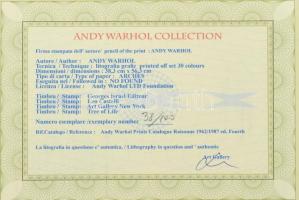 ANDY WARHOL COLLECTION
Firma stampata dell' autore/ pencil of the print : ANDY WARHOL
Autore / Author : ANDY WARHOL
Tecnica / Technique : litografia grafic printed off set 30 colours
Dimensioni / dimensions : 38,3 cm x 56,3 cm
Tipo di carta / Type of paper : ARCHES
Eseguita nel / Followed in : NO FOUND
Licenza / License : Andy Warhol LTD Foundation
Timbro / Stamp: Georges Israel Editeur
Timbro / Stamp: Leo Castelli
Timbro / Stamp: Art Gallery New York
Timbro / Stamp: Tree of Life
Numero esemplare /exemplary number
RF.Catalogo / Reference : Andy Warhol Prints Catalogue Raisonne 1962/1987 ed. Fourth
La litografia in questione e' autentica, / Lithography in question and ' authentic
Art Gallery